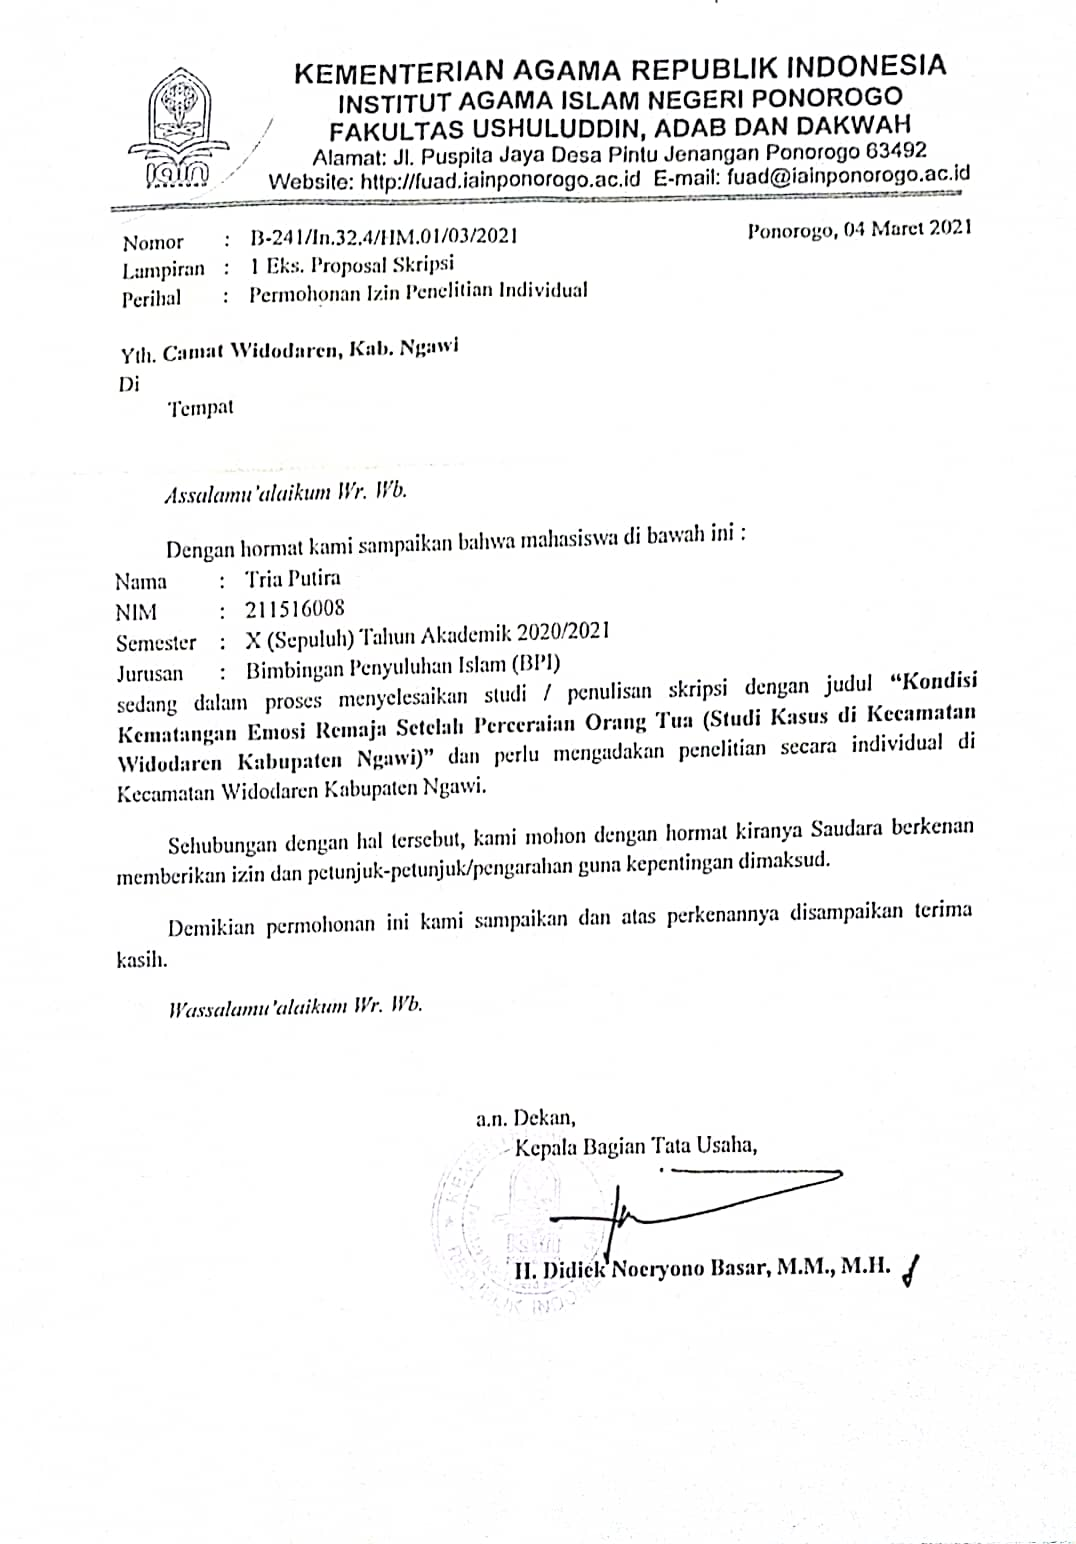 KEMENTERIAN AGAMA REPUBLIK INDONESIA
INSTITUT AGAMA ISLAM NEGERI PONOROGO
FAKULTAS USHULUDDIN, ADAB DAN DAKWAH
Alamat: Jl. Puspita Jaya Desa Pintu Jenangan Ponorogo 63492
Website: http://fuad.iainponorogo.ac.id E-mail: fuad@iainponorogo.ac.id
Nomor : B-241/In.32.4/HM.01/03/2021 Ponorogo, 04 Maret 2021
Lampiran : 1 Eks. Proposal Skripsi
Perihal : Permohonan Izin Penelitian Individual
Yth. Camat Widodaren, Kab. Ngawi
Di
Tempat
Assalamu'alaikum Wr. Wb.
Dengan hormat kami sampaikan bahwa mahasiswa di bawah ini :
Nama : Tria Putira
NIM : 211516008
Semester : X (Sepuluh) Tahun Akademik 2020/2021
Jurusan : Bimbingan Penyuluhan Islam (BPI)
sedang dalam proses menyelesaikan studi / penulisan skripsi dengan judul “Kondisi
Kematangan Emosi Remaja Setelah Perceraian Orang Tua (Studi Kasus di Kecamatan
Widodaren Kabupaten Ngawi)” dan perlu mengadakan penelitian secara individual di
Kecamatan Widodaren Kabupaten Ngawi.
Sehubungan dengan hal tersebut, kami mohon dengan hormat kiranya Saudara berkenan
memberikan izin dan petunjuk-petunjuk/pengarahan guna kepentingan dimaksud.
Demikian permohonan ini kami sampaikan dan atas perkenannya disampaikan terima
kasih.
Wassalamu'alaikum Wr. Wb.
a.n. Dekan,
Kepala Bagian Tata Usaha,
H. Didick Noeryono Basar, M.M., M.H.